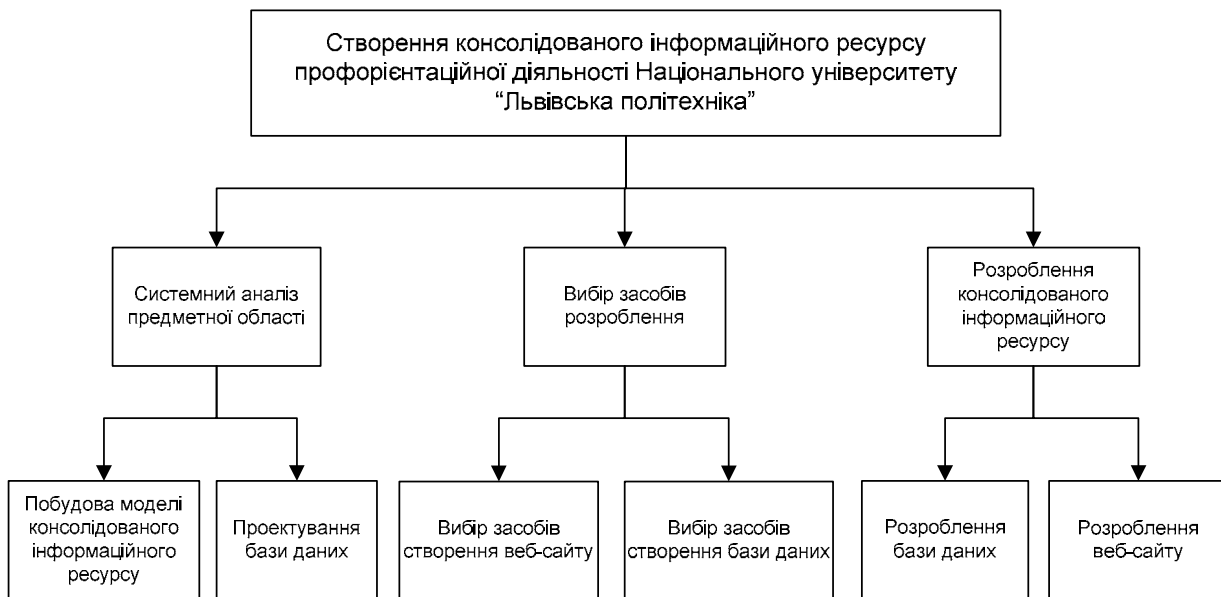 Створення консолідованого інформаційного ресурсу
профорієнтаційної діяльності Національного університету
“Львівська політехніка”
Системний аналіз
предметної області
Вибір засобів
розроблення
Розроблення
консолідованого
інформаційного
ресурсу
Побудова моделі
консолідованого
інформаційного
ресурсу
Проектування
бази даних
Вибір засобів
створення веб-сайту
Вибір засобів
створення бази даних
Розроблення
бази даних
Розроблення
веб-сайту